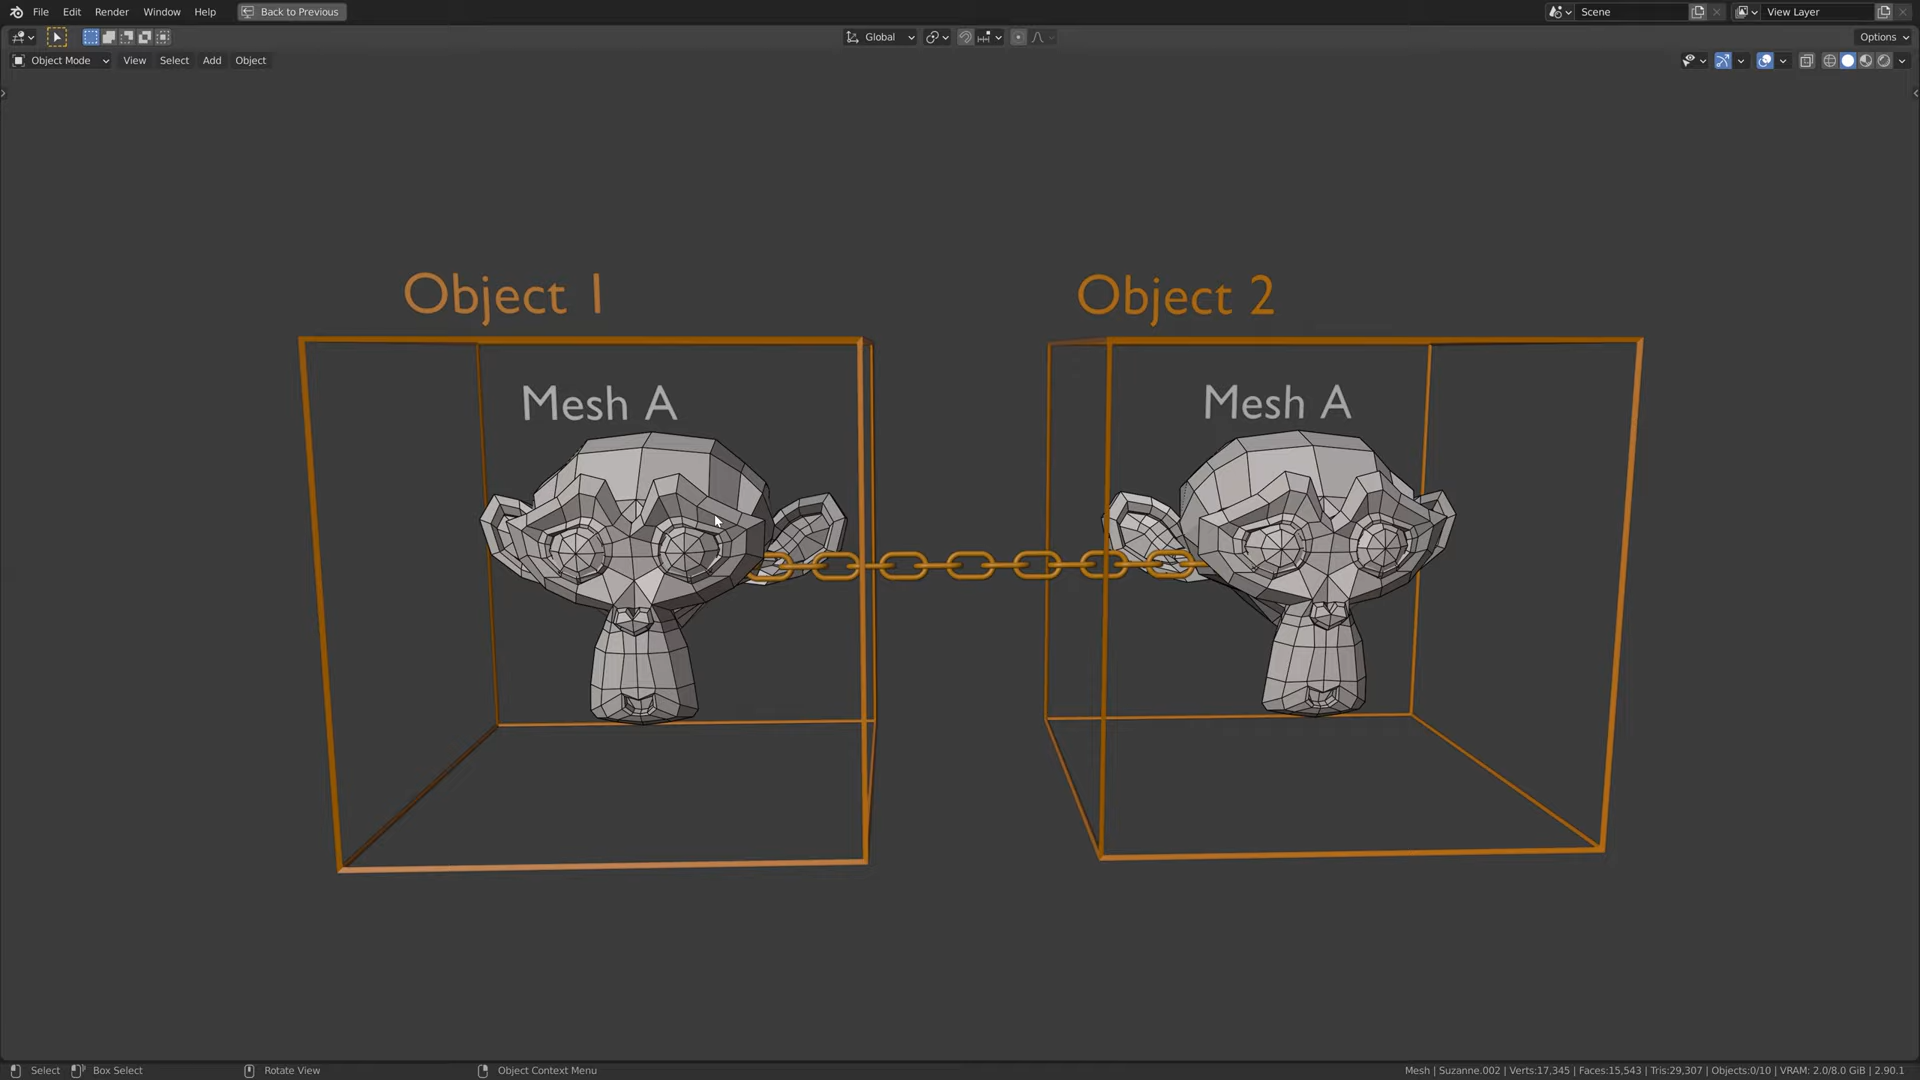 File Edit Render Window Help Back to Previous Scene View Layer
Global Options
Object Mode View Select Add Object
Object 1 Object 2
Mesh A Mesh A
Select Box Select Rotate View Object Context Menu Mesh | Suzanne.002 | Verts:17,345 | Faces:15,543 | Tris:29,307 | Objects:0/10 | VRAM: 2.0/8.0 GiB | 2.90.1